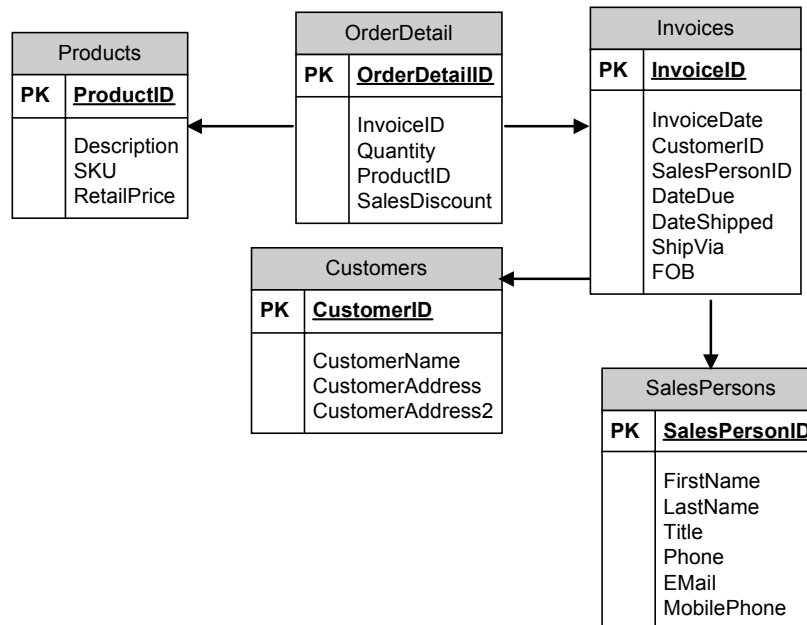 Products
PK ProductID
Description
SKU
RetailPrice
OrderDetail
PK OrderDetailID
InvoiceID
Quantity
ProductID
SalesDiscount
Invoices
PK InvoiceID
InvoiceDate
CustomerID
SalesPersonID
DateDue
DateShipped
ShipVia
FOB
Customers
PK CustomerID
CustomerName
CustomerAddress
CustomerAddress2
SalesPersons
PK SalesPersonID
FirstName
LastName
Title
Phone
EMail
MobilePhone